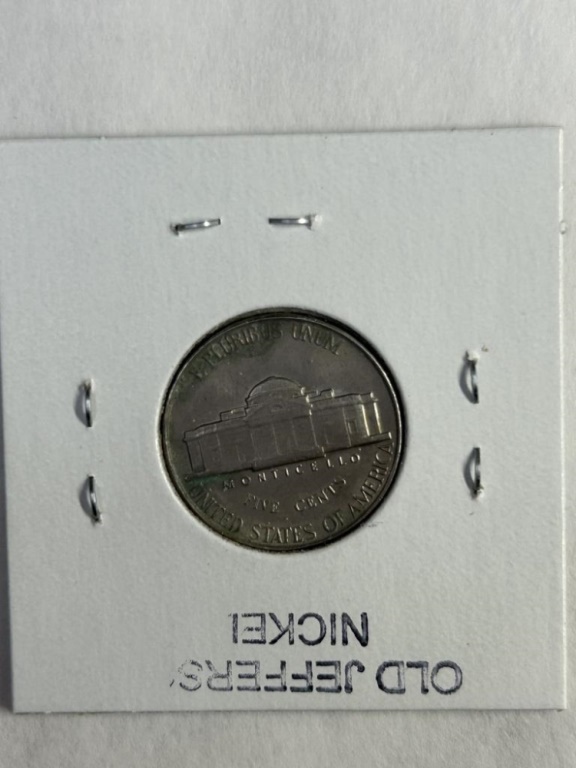 E PLURIBUS UNUM
MONTICELLO
FIVE CENTS
UNITED STATES OF AMERICA
OLD JEFFERS
NICKEL